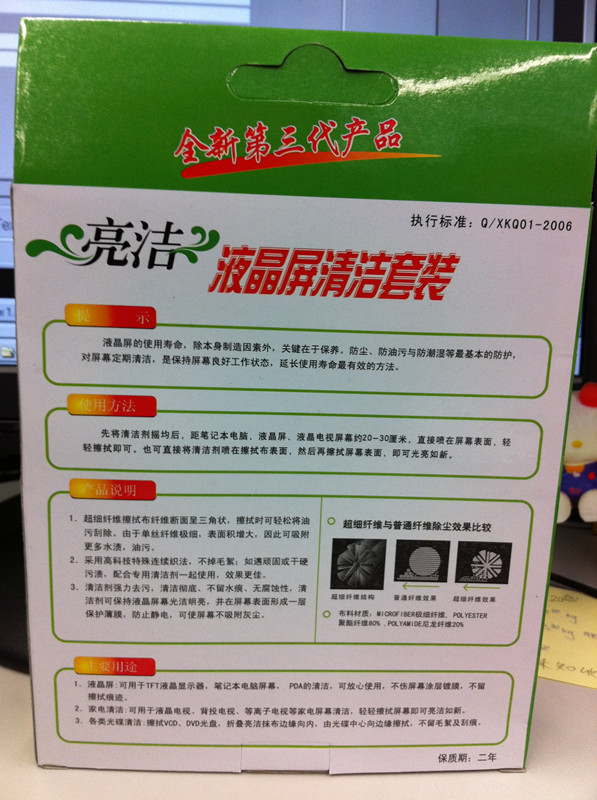 全新第三代产品
执行标准：Q/XKQ01-2006
亮洁
液晶屏清洁套装
提 示
液晶屏的使用寿命，除本身制造因素外，关键在于保养。防尘、防油污与防潮湿等最基本的防护，
对屏幕定期清洁，是保持屏幕良好工作状态，延长使用寿命最有效的方法。
使用方法
先将清洁剂摇均后，距笔记本电脑、液晶屏、液晶电视屏幕约20-30厘米，直接喷在屏幕表面，轻
轻擦拭即可。也可直接将清洁剂喷在擦拭布表面，然后再擦拭屏幕表面，即可光亮如新。
产品说明
1. 超细纤维擦拭布纤维断面呈三角状，擦拭时可轻松将油
污刮除。由于单丝纤维极细，表面积增大，因此可吸附
更多水渍，油污。
2. 采用高科技特殊连续织法，不掉毛絮；如遇顽固或干硬
污渍，配合专用清洁剂一起使用，效果更佳。
3. 清洁剂强力去污，清洁彻底、不留水痕、无腐蚀性，清
洁剂可保持液晶屏幕光洁明亮，并在屏幕表面形成一层
保护薄膜，防止静电，可使屏幕不吸附灰尘。
超细纤维与普通纤维除尘效果比较
超细纤维结构 普通纤维效果 超细纤维效果
布料材质：MICROFIBER极细纤维，POLYESTER
聚酯纤维80%，POLYAMIDE尼龙纤维20%
主要用途
1. 液晶屏：可用于TFT液晶显示器，笔记本电脑屏幕， PDA的清洁，可放心使用，不伤屏幕涂层镀膜，不留
擦拭痕迹。
2. 家电清洁：可用于液晶电视、背投电视、等离子电视等家电屏幕清洁，轻轻擦拭屏幕即可亮洁如新。
3. 各类光碟清洁：擦拭VCD、DVD光盘，折叠亮洁抹布边缘向内，由光碟中心向边缘擦拭，不留毛絮及刮痕，
保质期：二年